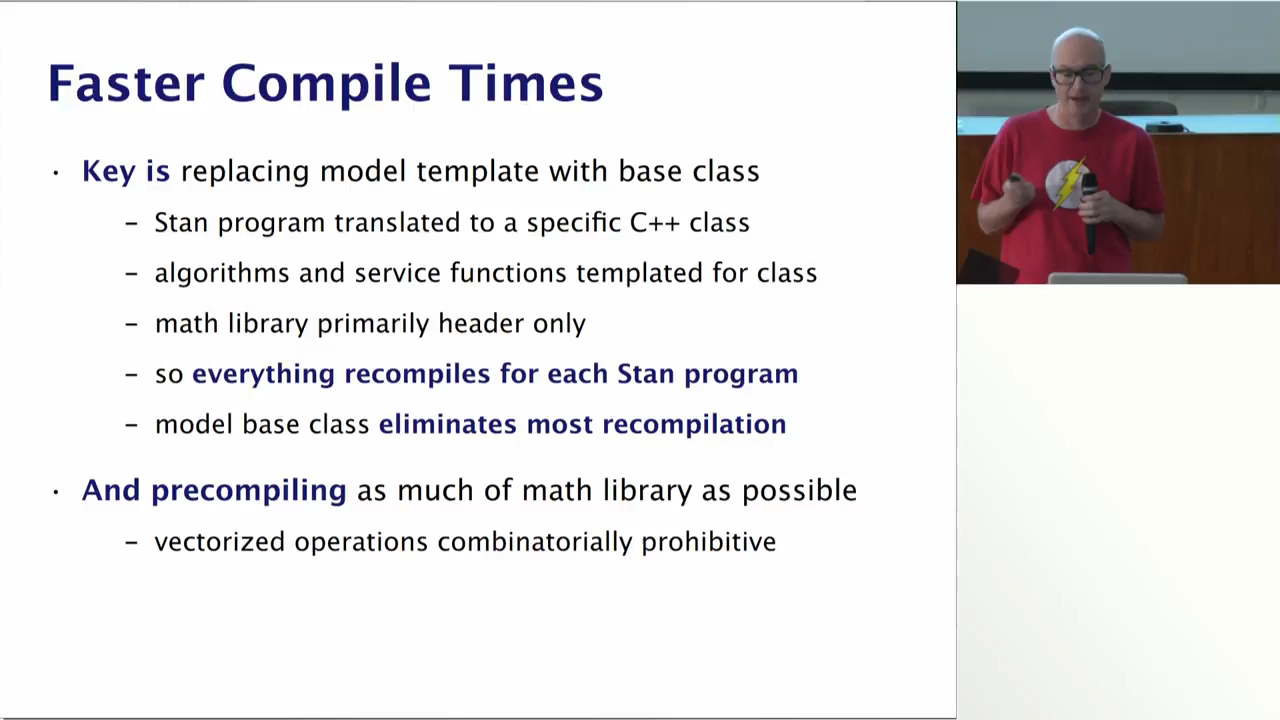 Faster Compile Times
· Key is replacing model template with base class
– Stan program translated to a specific C++ class
– algorithms and service functions templated for class
– math library primarily header only
– so everything recompiles for each Stan program
– model base class eliminates most recompilation
· And precompiling as much of math library as possible
– vectorized operations combinatorially prohibitive